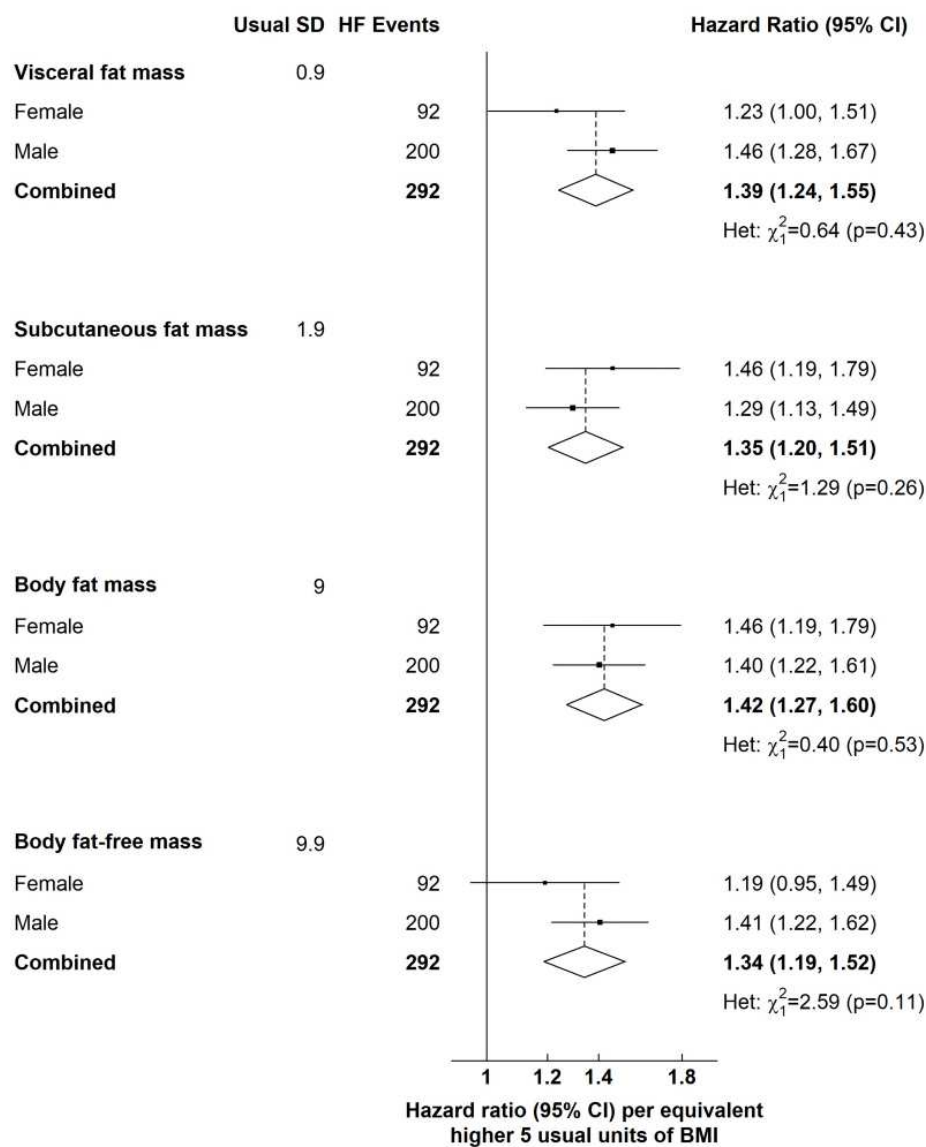 Usual SD HF Events Hazard Ratio (95% CI)
Visceral fat mass 0.9
Female 92 1.23 (1.00, 1.51)
Male 200 1.46 (1.28, 1.67)
Combined 292 1.39 (1.24, 1.55)
Het: χ²₁=0.64 (p=0.43)
Subcutaneous fat mass 1.9
Female 92 1.46 (1.19, 1.79)
Male 200 1.29 (1.13, 1.49)
Combined 292 1.35 (1.20, 1.51)
Het: χ²₁=1.29 (p=0.26)
Body fat mass 9
Female 92 1.46 (1.19, 1.79)
Male 200 1.40 (1.22, 1.61)
Combined 292 1.42 (1.27, 1.60)
Het: χ²₁=0.40 (p=0.53)
Body fat-free mass 9.9
Female 92 1.19 (0.95, 1.49)
Male 200 1.41 (1.22, 1.62)
Combined 292 1.34 (1.19, 1.52)
Het: χ²₁=2.59 (p=0.11)
1 1.2 1.4 1.8
Hazard ratio (95% CI) per equivalent
higher 5 usual units of BMI